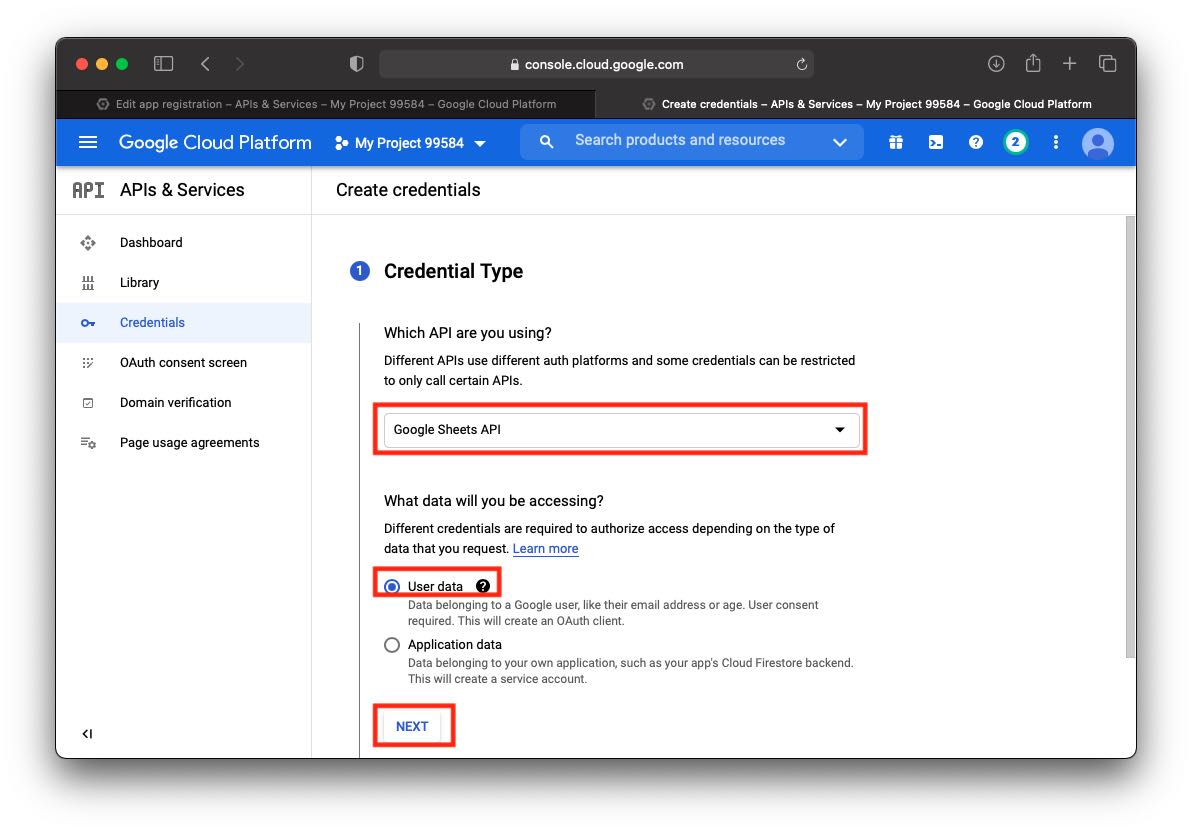 console.cloud.google.com
Edit app registration – APIs & Services – My Project 99584 – Google Cloud Platform
Create credentials – APIs & Services – My Project 99584 – Google Cloud Platform
Google Cloud Platform
My Project 99584
Search products and resources
2
API APIs & Services
Create credentials
Dashboard
Library
Credentials
OAuth consent screen
Domain verification
Page usage agreements
1 Credential Type
Which API are you using?
Different APIs use different auth platforms and some credentials can be restricted
to only call certain APIs.
Google Sheets API
What data will you be accessing?
Different credentials are required to authorize access depending on the type of
data that you request. Learn more
User data ?
Data belonging to a Google user, like their email address or age. User consent
required. This will create an OAuth client.
Application data
Data belonging to your own application, such as your app's Cloud Firestore backend.
This will create a service account.
NEXT